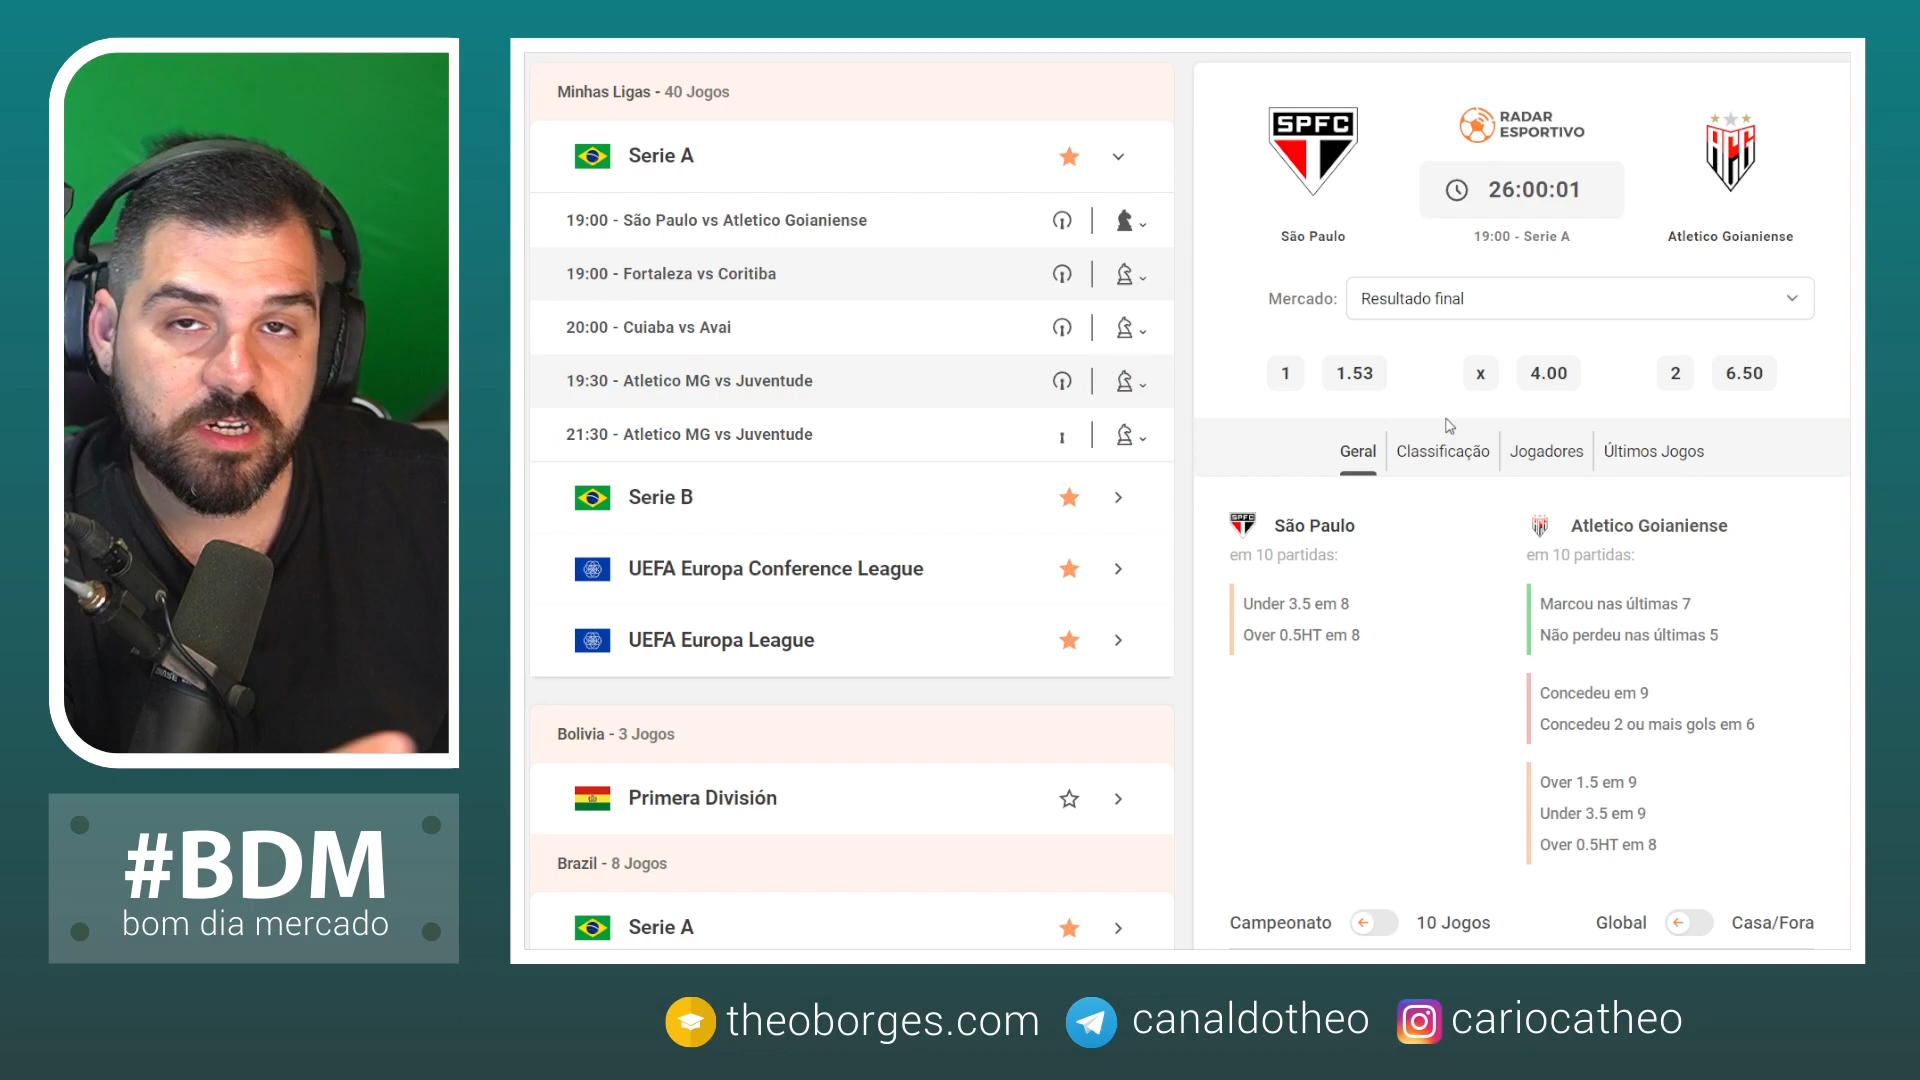 Minhas Ligas - 40 Jogos
Serie A
19:00 - São Paulo vs Atletico Goianiense
19:00 - Fortaleza vs Coritiba
20:00 - Cuiaba vs Avai
19:30 - Atletico MG vs Juventude
21:30 - Atletico MG vs Juventude
Serie B
UEFA Europa Conference League
UEFA Europa League
Bolivia - 3 Jogos
Primera División
Brazil - 8 Jogos
Serie A
SPFC
RADAR
ESPORTIVO
ACG
26:00:01
São Paulo
19:00 - Serie A
Atletico Goianiense
Mercado: Resultado final
1 1.53 x 4.00 2 6.50
Geral Classificação Jogadores Últimos Jogos
SPFC São Paulo
em 10 partidas:
Under 3.5 em 8
Over 0.5HT em 8
Atletico Goianiense
em 10 partidas:
Marcou nas últimas 7
Não perdeu nas últimas 5
Concedeu em 9
Concedeu 2 ou mais gols em 6
Over 1.5 em 9
Under 3.5 em 9
Over 0.5HT em 8
Campeonato 10 Jogos Global Casa/Fora
#BDM
bom dia mercado
theoborges.com canaldotheo cariocatheo